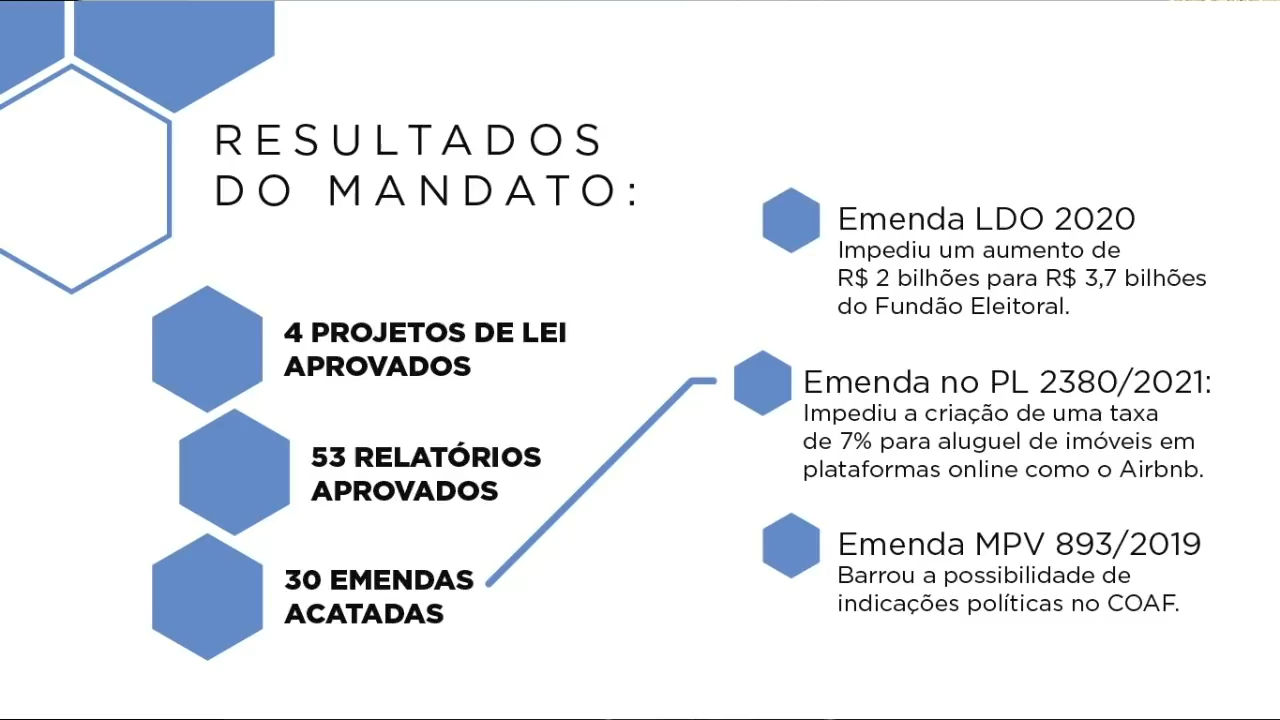 RESULTADOS
DO MANDATO:
4 PROJETOS DE LEI
APROVADOS
53 RELATÓRIOS
APROVADOS
30 EMENDAS
ACATADAS
Emenda LDO 2020
Impediu um aumento de
R$ 2 bilhões para R$ 3,7 bilhões
do Fundão Eleitoral.
Emenda no PL 2380/2021:
Impediu a criação de uma taxa
de 7% para aluguel de imóveis em
plataformas online como o Airbnb.
Emenda MPV 893/2019
Barrou a possibilidade de
indicações políticas no COAF.